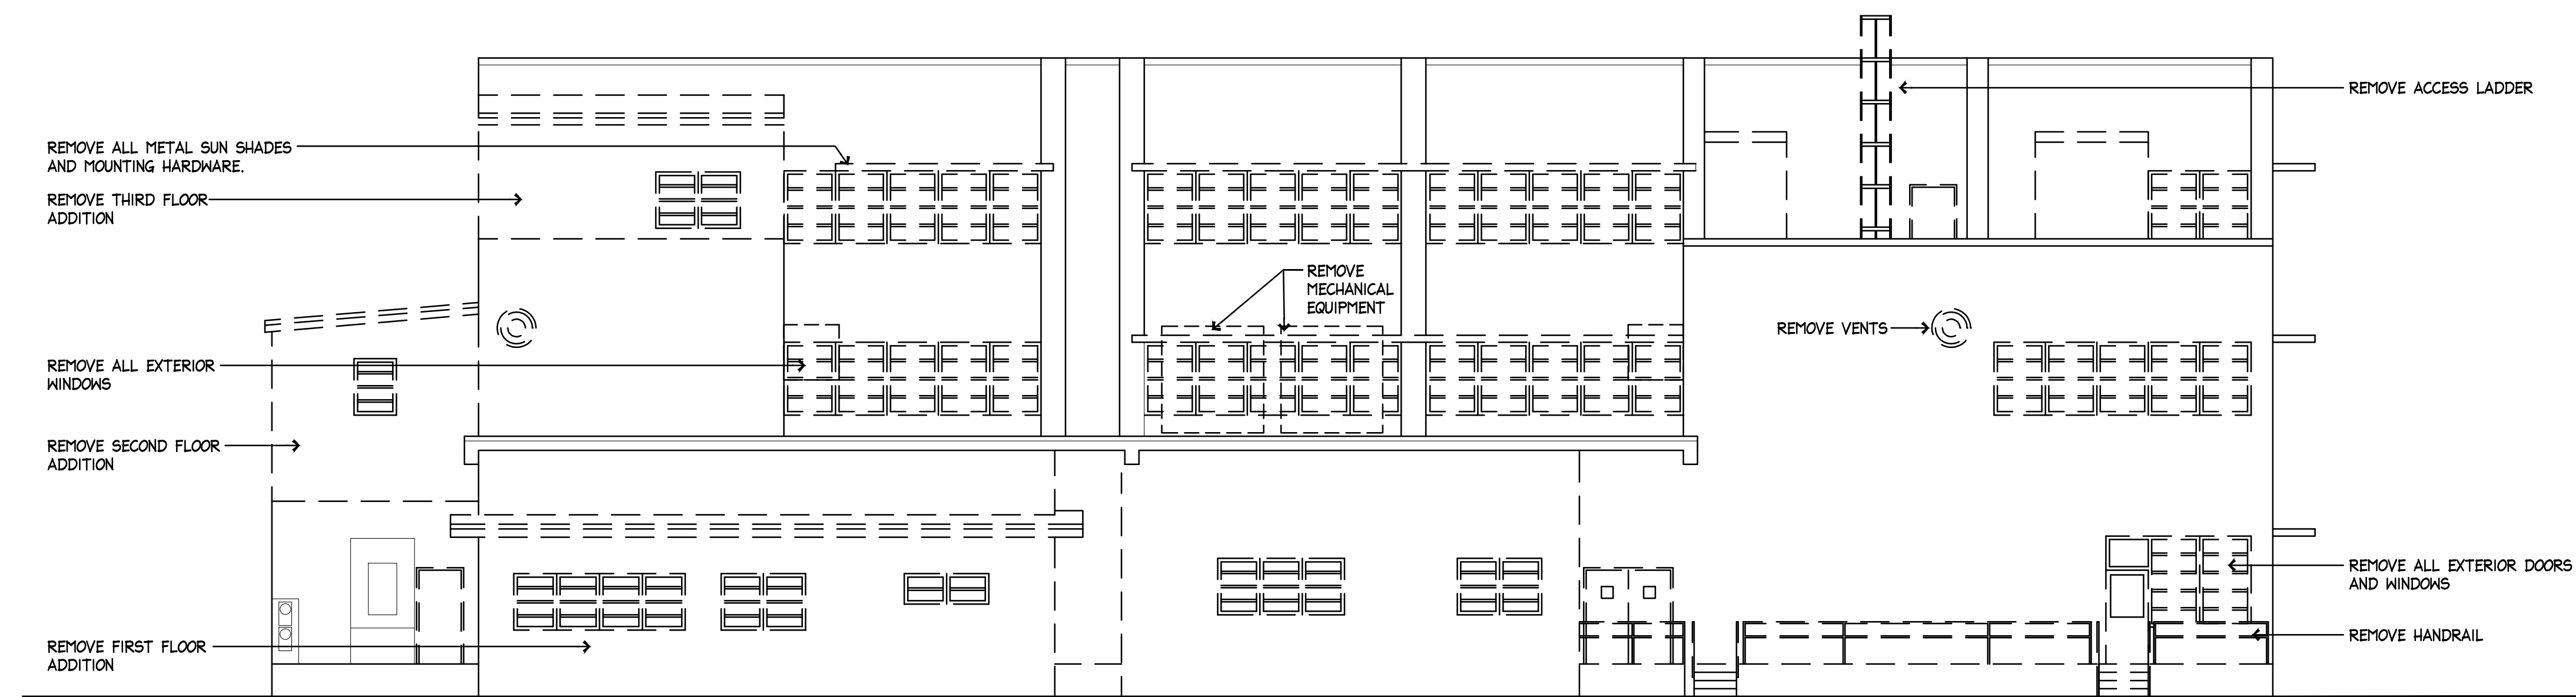 REMOVE ACCESS LADDER
REMOVE ALL METAL SUN SHADES
AND MOUNTING HARDWARE.
REMOVE THIRD FLOOR
ADDITION
REMOVE
MECHANICAL
EQUIPMENT
REMOVE VENTS
REMOVE ALL EXTERIOR
WINDOWS
REMOVE SECOND FLOOR
ADDITION
REMOVE ALL EXTERIOR DOORS
AND WINDOWS
REMOVE HANDRAIL
REMOVE FIRST FLOOR
ADDITION